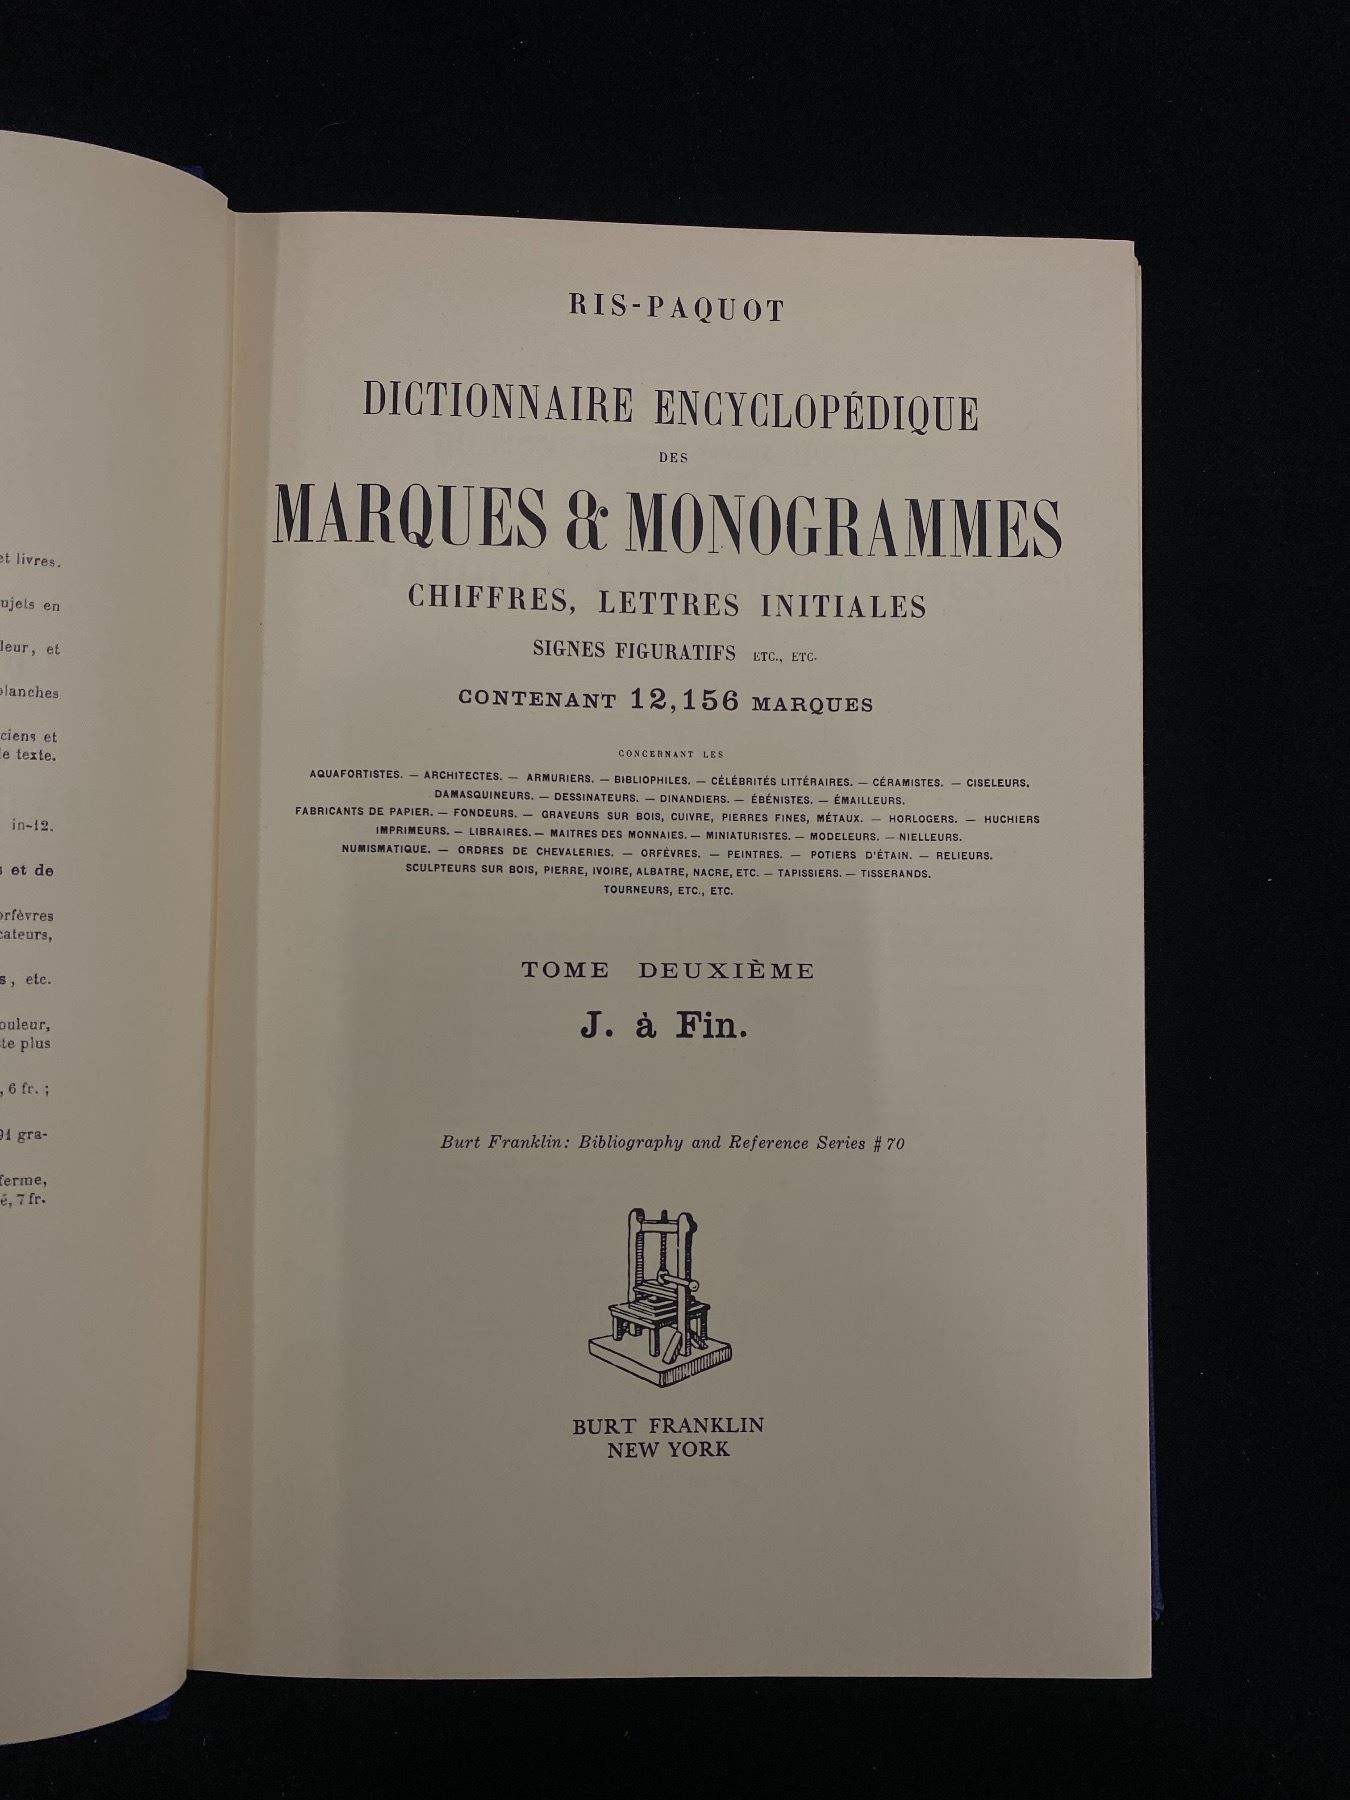 et livres.
ujets en
leur, et
planches
ciens et
le texte.
in-12.
s et de
orfèvres
cateurs,
s, etc.
ouleur,
te plus
, 6 fr. ;
91 gra-
ferme,
é, 7 fr.
RIS-PAQUOT
DICTIONNAIRE ENCYCLOPÉDIQUE
DES
MARQUES & MONOGRAMMES
CHIFFRES, LETTRES INITIALES
SIGNES FIGURATIFS ETC., ETC.
CONTENANT 12,156 MARQUES
CONCERNANT LES
AQUAFORTISTES. — ARCHITECTES. — ARMURIERS. — BIBLIOPHILES. — CÉLÉBRITÉS LITTÉRAIRES. — CÉRAMISTES. — CISELEURS.
DAMASQUINEURS. — DESSINATEURS. — DINANDIERS. — ÉBÉNISTES. — ÉMAILLEURS.
FABRICANTS DE PAPIER. — FONDEURS. — GRAVEURS SUR BOIS, CUIVRE, PIERRES FINES, MÉTAUX. — HORLOGERS. — HUCHIERS
IMPRIMEURS. — LIBRAIRES. — MAITRES DES MONNAIES. — MINIATURISTES. — MODELEURS. — NIELLEURS.
NUMISMATIQUE. — ORDRES DE CHEVALERIES. — ORFÈVRES. — PEINTRES. — POTIERS D'ÉTAIN. — RELIEURS.
SCULPTEURS SUR BOIS, PIERRE, IVOIRE, ALBATRE, NACRE, ETC. — TAPISSIERS. — TISSERANDS.
TOURNEURS, ETC., ETC.
TOME DEUXIÈME
J. à Fin.
Burt Franklin: Bibliography and Reference Series # 70
BURT FRANKLIN
NEW YORK